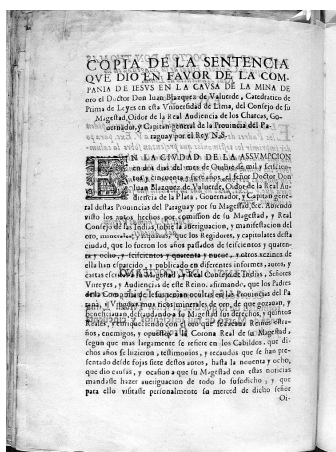 COPIA DE LA SENTENCIA
QVE DIO EN FAVOR DE LA COM-
PANIA DE IESVS EN LA CAVSA DE LA MINA DE
oro el Doctor Don Iuan Blazquez de Valuerde, Catedratico de
Prima de Leyes en esta Vniuersidad de Lima, del Consejo de su
Magestad, Oidor de la Real Audiencia de los Charcas, Go-
uernador, y Capitan general de la Prouincia del Pa-
raguay por el Rey N.S.
EN LA CIVDAD DE LA ASSVMPCION
en dos dias del mes de Octubre de mil y seiscien-
tos y cincuenta y siete años, el señor Doctor Don
Iuan Blazquez de Valuerde, Oidor de la Real Au-
diencia de la Plata, Gouernador, y Capitan gene-
ral destas Prouincias del Paraguay por su Magestad, &c. Auiendo
visto los autos hechos por comission de su Magestad, y Real
Consejo de las Indias, sobre la aueriguacion, y manifestacion del
oro, que los Regidores, y capitulares desta
ciudad, que lo fueron los años passados de seiscientos y quaren-
ta y ocho, y seiscientos y quarenta y nueue, y otros vezinos de
ella han esparcido, y publicado en diferentes informes, autos, y
cartas escritas a su Magestad y Real Consejo de Indias, Señores
Virreyes, y Audiencia de este Reino, afirmando, que los Padres
de la Compañia de Iesus tenian ocultos en las Prouincias del Pa
raná, y Vruguay muy ricos minerales de oro, de que gozauan, y
beneficiauan, defraudando a su Magestad sus derechos, y quintos
Reales, y enriqueciendo con el oro que sacauan Reinos estra-
ños, enemigos, y opuestos a la Corona Real de su Magestad,
segun que mas largamente se refiere en los Cabildos, que di-
chos años se hizieron, testimonios, y recaudos que se han pre-
sentado desde fojas siete destos autos, hasta la nouenta y ocho,
que dio causa, y ocasion a que su Magestad con estas noticias
mandasse hazer aueriguacion de todo lo susodicho, y que
para ello visitasse personalmente su merced de dicho señor
Oi-